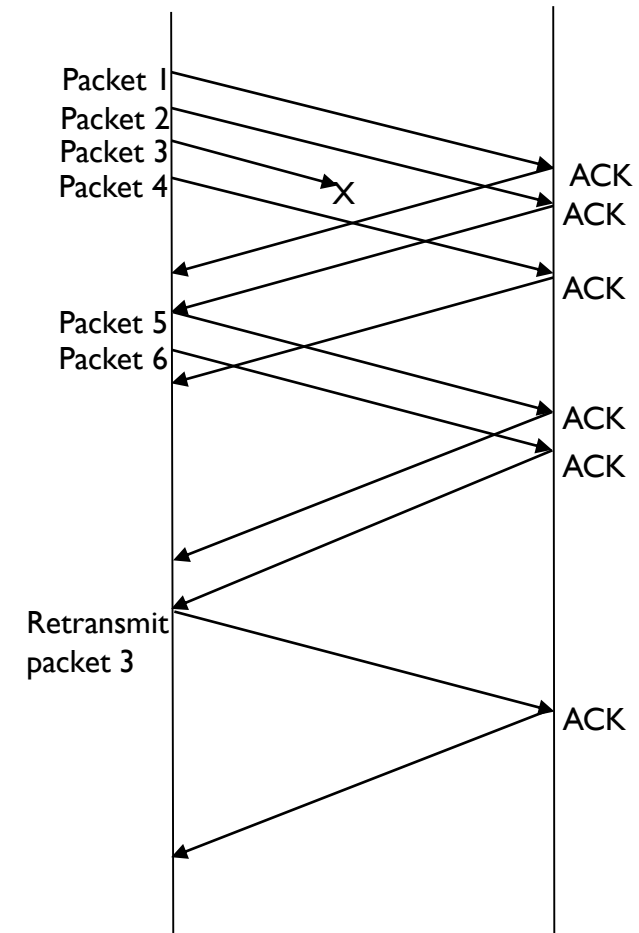 Packet 1
Packet 2
Packet 3
Packet 4
X
ACK
ACK
ACK
Packet 5
Packet 6
ACK
ACK
Retransmit
packet 3
ACK